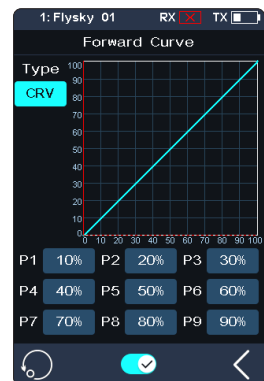 1: Flysky 01 RX TX
Forward Curve
Type
CRV
100
90
80
70
60
50
40
30
20
10
0
0 10 20 30 40 50 60 70 80 90 100
P1 10% P2 20% P3 30%
P4 40% P5 50% P6 60%
P7 70% P8 80% P9 90%